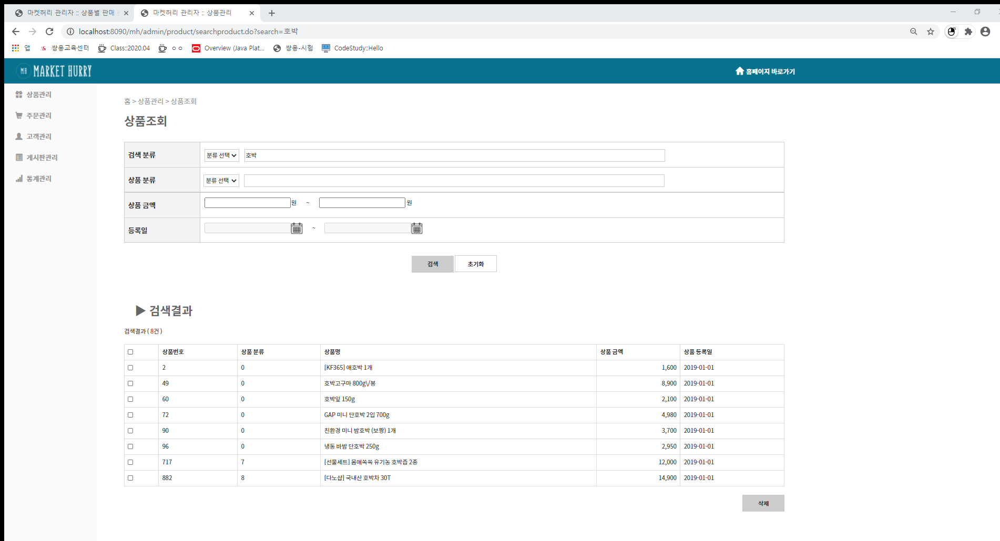 마켓허리 관리자 :: 상품별 판매
마켓허리 관리자 :: 상품관리
localhost:8090/mh/admin/product/searchproduct.do?search=호박
앱 쌍용교육센터 Class::2020.04 ㅇㅇ Overview (Java Plat... 쌍용-시험 CodeStudy::Hello
MH MARKET HURRY
홈페이지 바로가기
상품관리
주문관리
고객관리
게시판관리
통계관리
홈 > 상품관리 > 상품조회
상품조회
검색 분류 분류 선택 호박
상품 분류 분류 선택
상품 금액 원 ~ 원
등록일 ~
검색 초기화
▶ 검색결과
검색결과 ( 8건 )
상품번호 상품 분류 상품명 상품 금액 상품 등록일
2 0 [KF365] 애호박 1개 1,600 2019-01-01
49 0 호박고구마 800g\/봉 8,900 2019-01-01
60 0 호박잎 150g 2,100 2019-01-01
72 0 GAP 미니 단호박 2입 700g 4,980 2019-01-01
90 0 친환경 미니 밤호박 (보짱) 1개 3,700 2019-01-01
96 0 냉동 바밤 단호박 250g 2,950 2019-01-01
717 7 [선물세트] 몸애쏙쏙 유기농 호박즙 2종 12,000 2019-01-01
882 8 [다노샵] 국내산 호박차 30T 14,900 2019-01-01
삭제